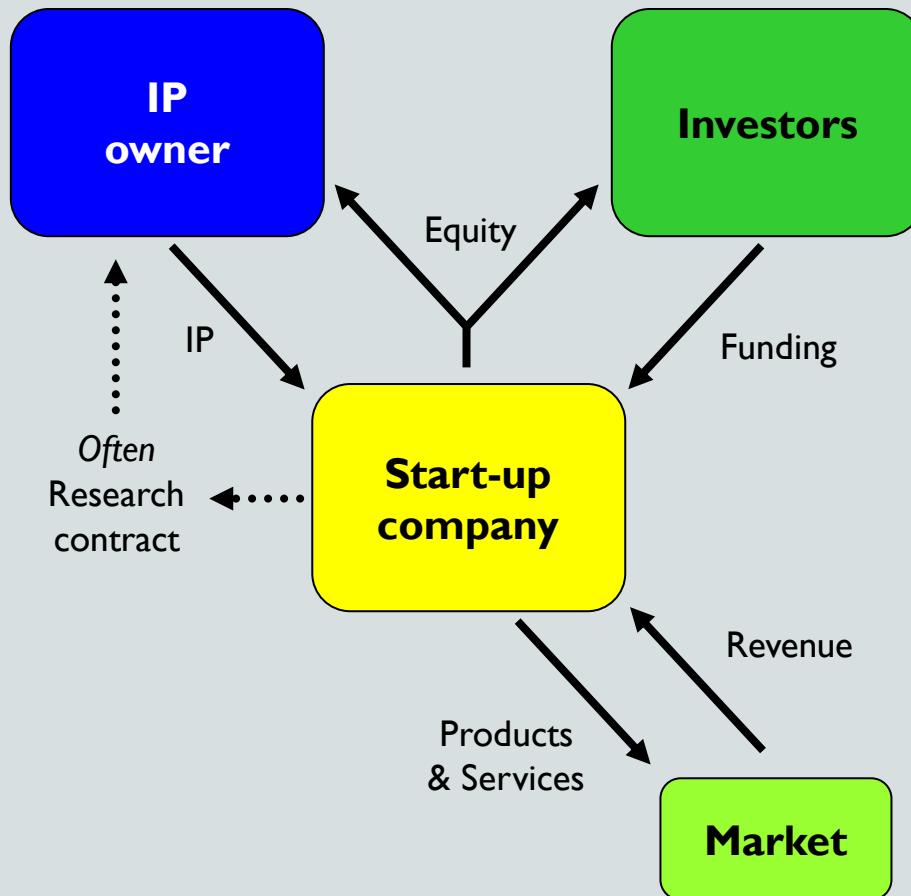 IP
owner
Investors
Equity
IP
Funding
Often
Research
contract
Start-up
company
Revenue
Products
& Services
Market